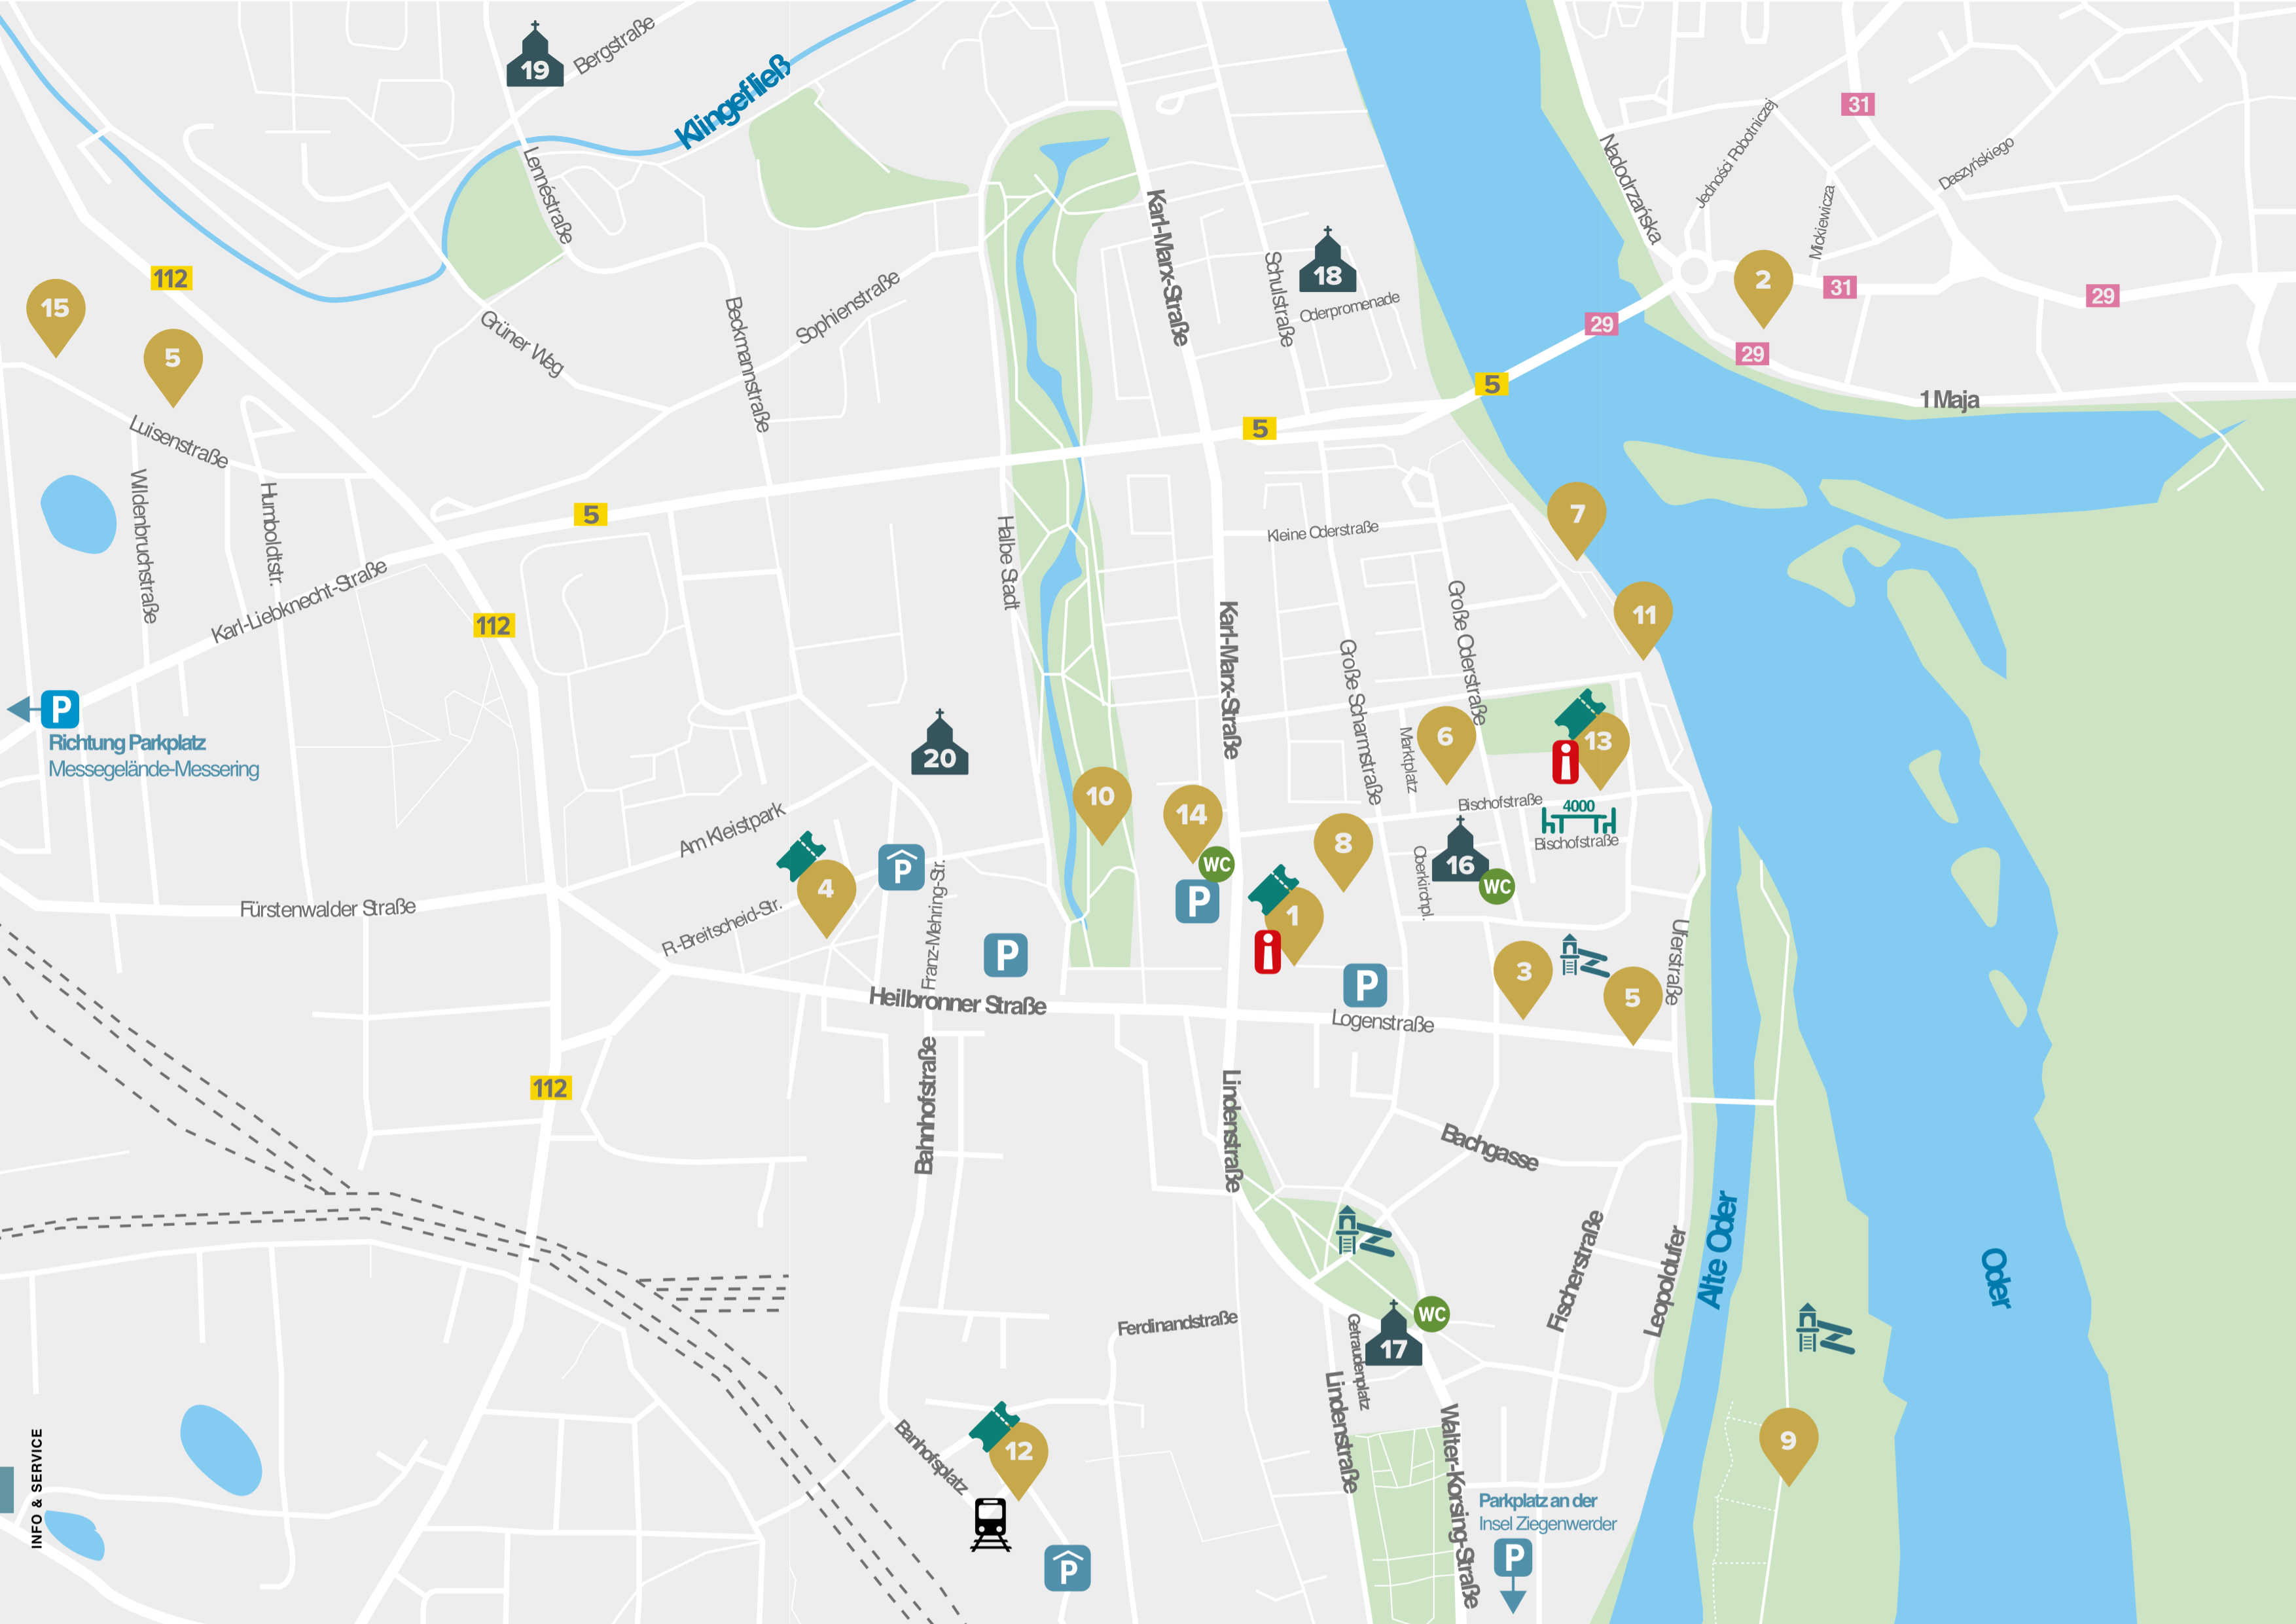 19
Bergstraße
Klingefließ
Lennéstraße
31
Nadodrzańska
Jedności Robotniczej
Mickiewicza
Daszyńskiego
112
15
5
Grüner Weg
Beckmannstraße
Sophienstraße
Karl-Marx-Straße
Schulstraße
18
Oderpromenade
2
31
29
29
29
5
1 Maja
5
Luisenstraße
Wildenbruchstraße
Humboldtstr.
5
Halbe Stadt
Kleine Oderstraße
7
Karl-Liebknecht-Straße
112
Karl-Marx-Straße
Große Scharrnstraße
Große Oderstraße
11
P
Richtung Parkplatz
Messegelände-Messering
20
Marktplatz
6
13
i
10
14
WC
P
8
Bischofstraße
4000
Bischofstraße
16
WC
Oberkirchpl.
Am Kleistpark
4
P
R-Breitscheid-Str.
Franz-Mehring-Str.
Fürstenwalder Straße
P
1
i
P
3
5
Uferstraße
Heilbronner Straße
Logenstraße
112
Bahnhofstraße
Lindenstraße
Bachgasse
Fischerstraße
Leopoldufer
Alte Oder
Oder
Ferdinandstraße
Getraudenplatz
17
WC
Lindenstraße
Walter-Korsing-Straße
9
12
Banhofsplatz
P
Parkplatz an der
Insel Ziegenwerder
P
INFO & SERVICE